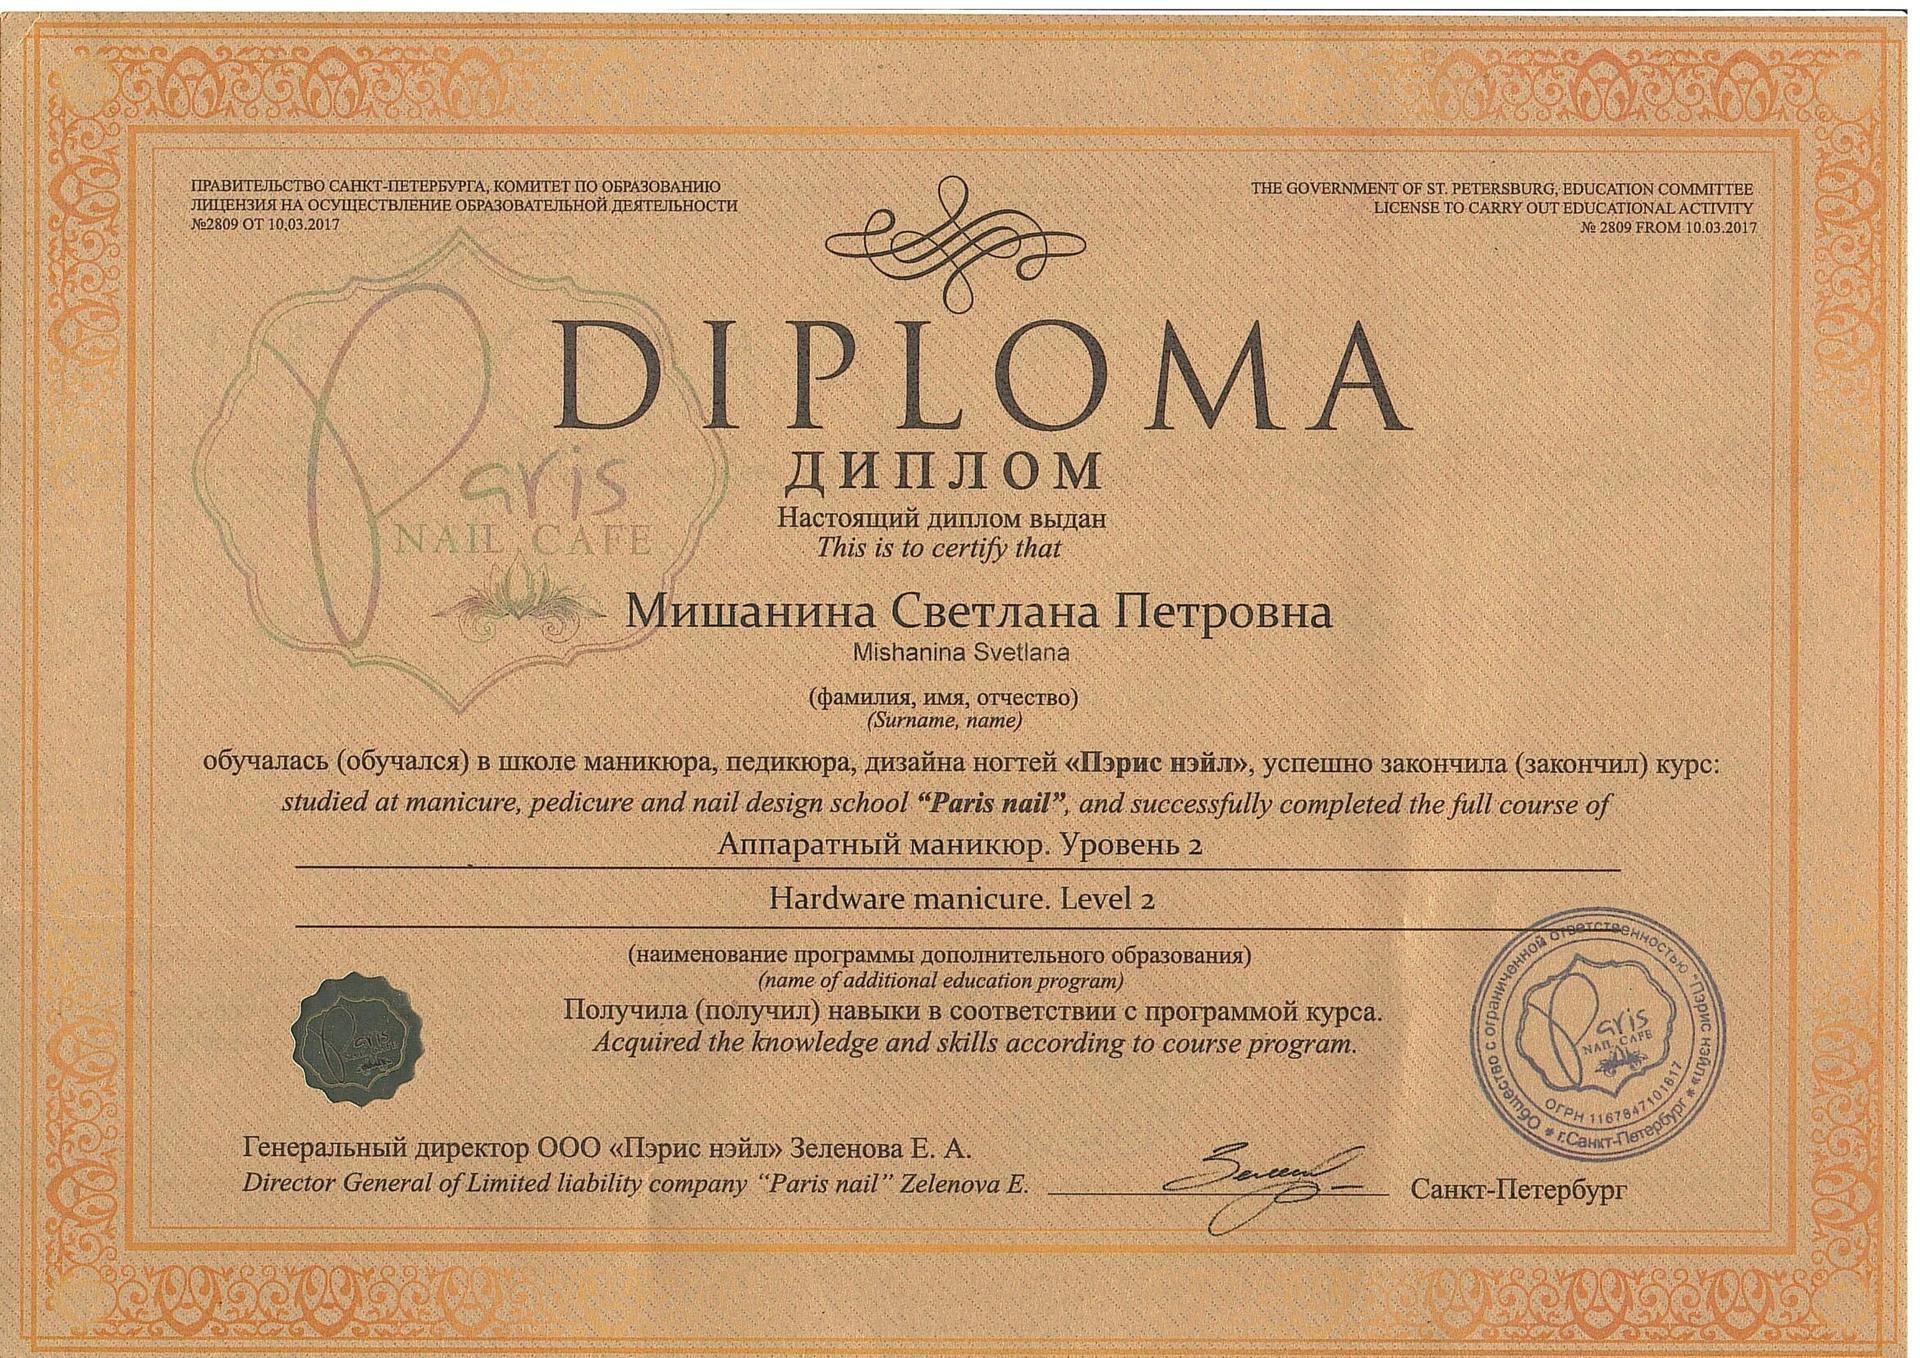 ПРАВИТЕЛЬСТВО САНКТ-ПЕТЕРБУРГА, КОМИТЕТ ПО ОБРАЗОВАНИЮ
ЛИЦЕНЗИЯ НА ОСУЩЕСТВЛЕНИЕ ОБРАЗОВАТЕЛЬНОЙ ДЕЯТЕЛЬНОСТИ
№2809 ОТ 10.03.2017
THE GOVERNMENT OF ST. PETERSBURG, EDUCATION COMMITTEE
LICENSE TO CARRY OUT EDUCATIONAL ACTIVITY
№ 2809 FROM 10.03.2017
DIPLOMA
ДИПЛОМ
Paris
NAIL CAFE
Настоящий диплом выдан
This is to certify that
Мишанина Светлана Петровна
Mishanina Svetlana
(фамилия, имя, отчество)
(Surname, name)
обучалась (обучался) в школе маникюра, педикюра, дизайна ногтей «Пэрис нэйл», успешно закончила (закончил) курс:
studied at manicure, pedicure and nail design school “Paris nail”, and successfully completed the full course of
Аппаратный маникюр. Уровень 2
Hardware manicure. Level 2
(наименование программы дополнительного образования)
(name of additional education program)
Получила (получил) навыки в соответствии с программой курса.
Acquired the knowledge and skills according to course program.
Paris
Общество с ограниченной ответственностью "Пэрис нэйл"
Paris
NAIL CAFE
ОГРН 1167847101817
* г.Санкт-Петербург *
Генеральный директор ООО «Пэрис нэйл» Зеленова Е. А.
Director General of Limited liability company “Paris nail” Zelenova E.
Санкт-Петербург